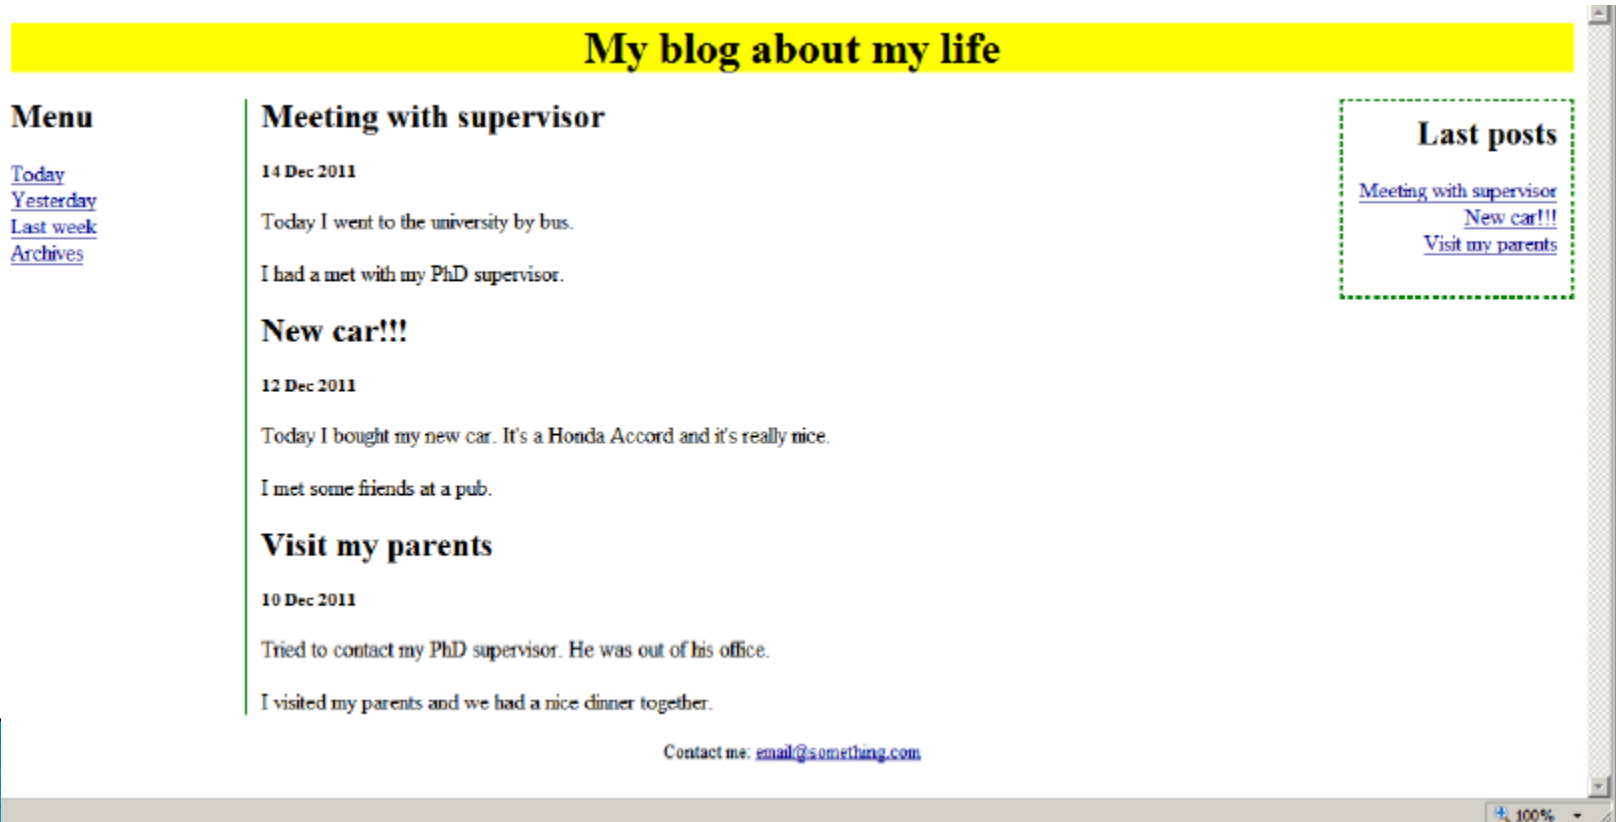 My blog about my life
Menu
Today
Yesterday
Last week
Archives
Meeting with supervisor
14 Dec 2011
Today I went to the university by bus.
I had a met with my PhD supervisor.
New car!!!
12 Dec 2011
Today I bought my new car. It's a Honda Accord and it's really nice.
I met some friends at a pub.
Visit my parents
10 Dec 2011
Tried to contact my PhD supervisor. He was out of his office.
I visited my parents and we had a nice dinner together.
Last posts
Meeting with supervisor
New car!!!
Visit my parents
Contact me: email@something.com
100%